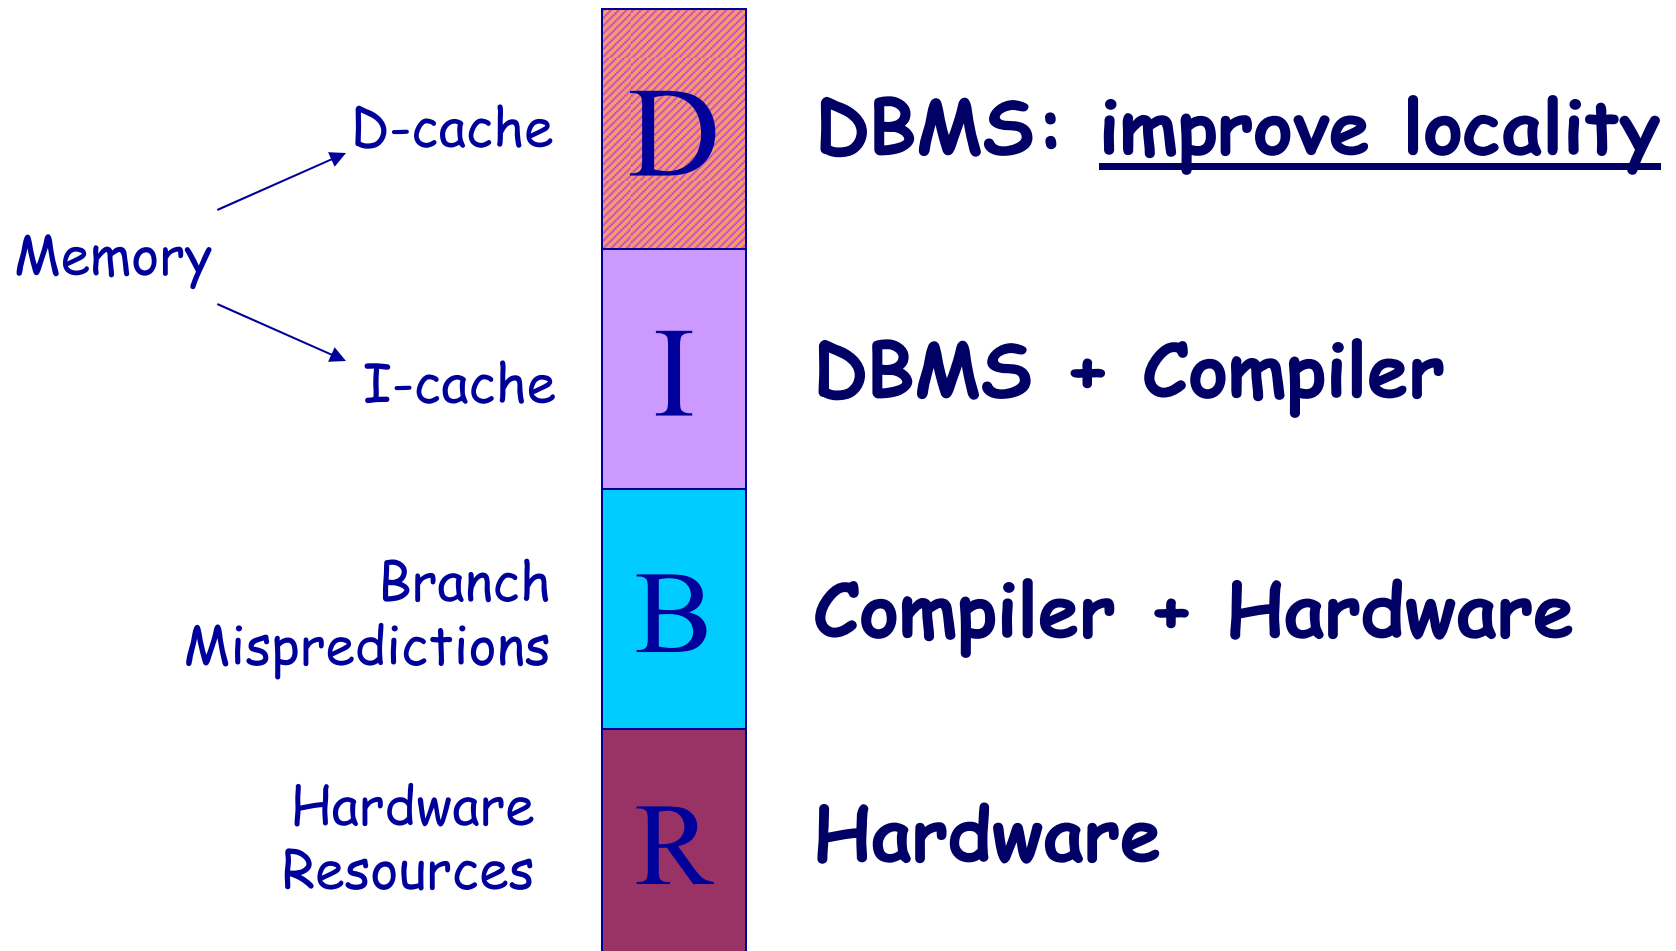 D-cache
D
DBMS: improve locality
Memory
I-cache
I
DBMS + Compiler
Branch
Mispredictions
B
Compiler + Hardware
Hardware
Resources
R
Hardware